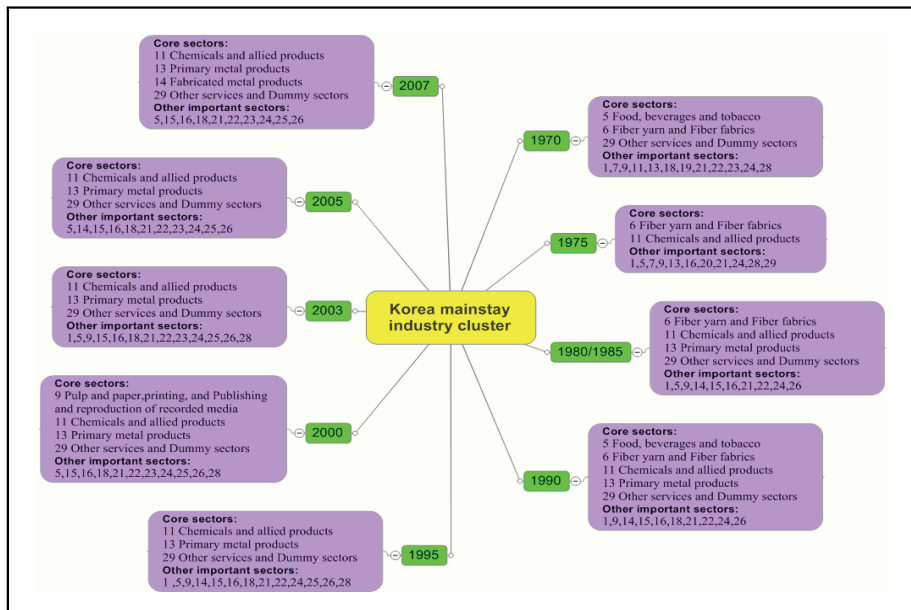 Korea mainstay
industry cluster
1970
Core sectors:
5 Food, beverages and tobacco
6 Fiber yarn and Fiber fabrics
29 Other services and Dummy sectors
Other important sectors:
1,7,9,11,13,18,19,21,22,23,24,28
1975
Core sectors:
6 Fiber yarn and Fiber fabrics
11 Chemicals and allied products
Other important sectors:
1,5,7,9,13,16,20,21,24,28,29
1980/1985
Core sectors:
6 Fiber yarn and Fiber fabrics
11 Chemicals and allied products
13 Primary metal products
29 Other services and Dummy sectors
Other important sectors:
1,5,9,14,15,16,21,22,24,26
1990
Core sectors:
5 Food, beverages and tobacco
6 Fiber yarn and Fiber fabrics
11 Chemicals and allied products
13 Primary metal products
29 Other services and Dummy sectors
Other important sectors:
1,9,14,15,16,18,21,22,24,26
1995
Core sectors:
11 Chemicals and allied products
13 Primary metal products
29 Other services and Dummy sectors
Other important sectors:
1 ,5,9,14,15,16,18,21,22,24,25,26,28
2000
Core sectors:
9 Pulp and paper,printing, and Publishing
and reproduction of recorded media
11 Chemicals and allied products
13 Primary metal products
29 Other services and Dummy sectors
Other important sectors:
5,15,16,18,21,22,23,24,25,26,28
2003
Core sectors:
11 Chemicals and allied products
13 Primary metal products
29 Other services and Dummy sectors
Other important sectors:
1,5,9,15,16,18,21,22,23,24,25,26,28
2005
Core sectors:
11 Chemicals and allied products
13 Primary metal products
29 Other services and Dummy sectors
Other important sectors:
5,14,15,16,18,21,22,23,24,25,26
2007
Core sectors:
11 Chemicals and allied products
13 Primary metal products
14 Fabricated metal products
29 Other services and Dummy sectors
Other important sectors:
5,15,16,18,21,22,23,24,25,26